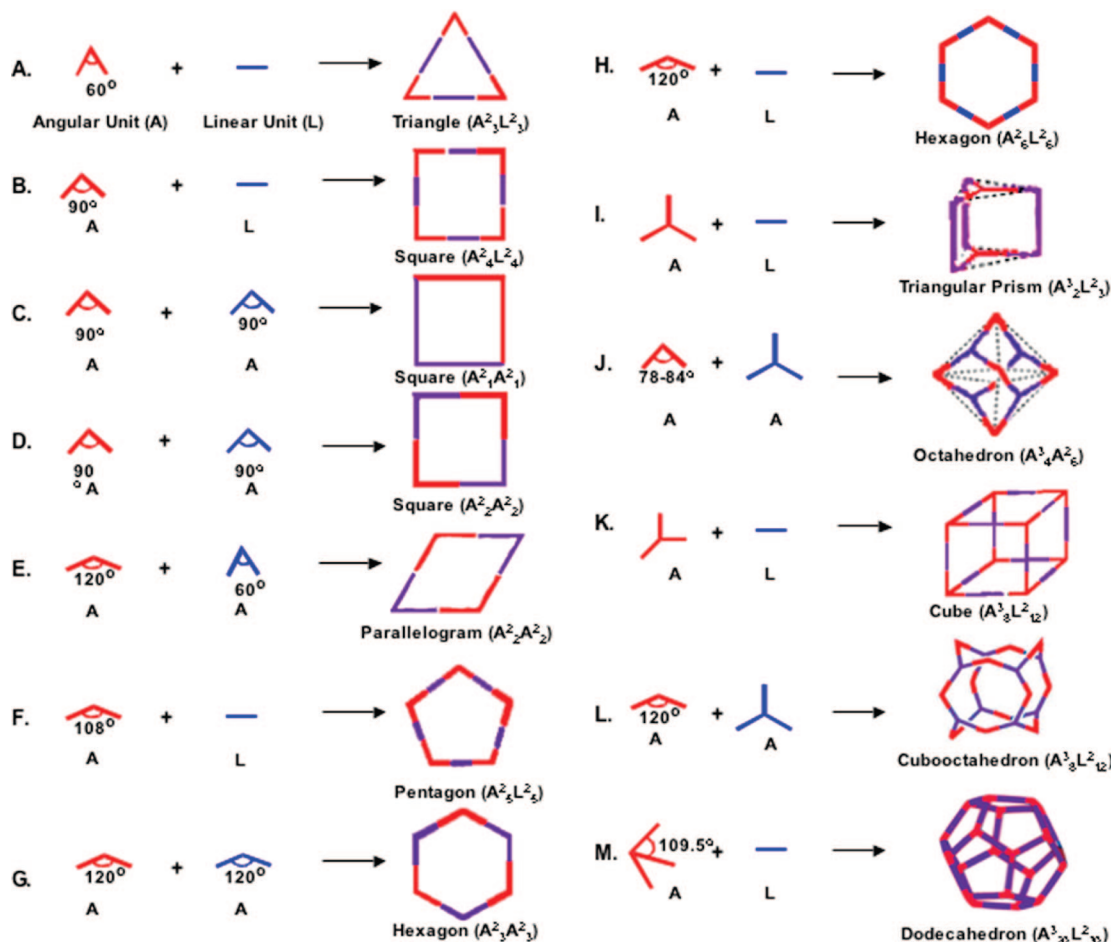 A. 60° + →
Angular Unit (A) Linear Unit (L) Triangle (A²₃L²₃)
B. 90° + →
A L
Square (A²₄L²₄)
C. 90° + 90° →
A A
Square (A²₁A²₁)
D. 90 ° + 90° →
A A
Square (A²₂A²₂)
E. 120° + 60° →
A A
Parallelogram (A²₂A²₂)
F. 108° + →
A L
Pentagon (A²₅L²₅)
G. 120° + 120° →
A A
Hexagon (A²₃A²₃)
H. 120° + →
A L
Hexagon (A²₆L²₆)
I. + →
A L
Triangular Prism (A³₂L²₃)
J. 78-84° + →
A A
Octahedron (A³₄A²₆)
K. + →
A L
Cube (A³₈L²₁₂)
L. 120° + →
A A
Cubooctahedron (A³₈L²₁₂)
M. 109.5° + →
A L
Dodecahedron